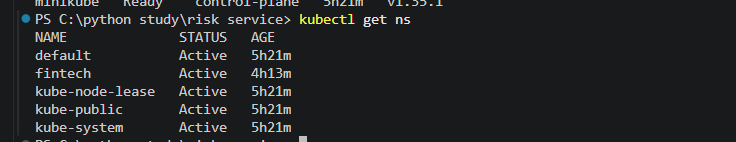 minikube   Ready    control-plane   5h21m   v1.35.1
PS C:\python study\risk service> kubectl get ns
NAME              STATUS   AGE
default           Active   5h21m
fintech           Active   4h13m
kube-node-lease   Active   5h21m
kube-public       Active   5h21m
kube-system       Active   5h21m